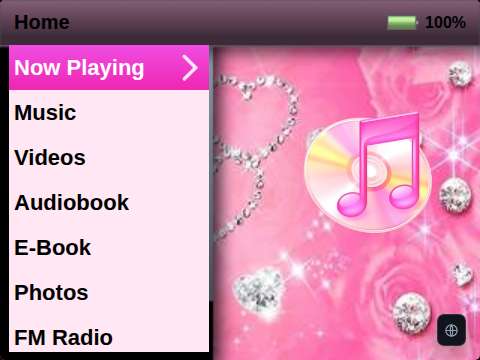 Home
100%
Now Playing
Music
Videos
Audiobook
E-Book
Photos
FM Radio